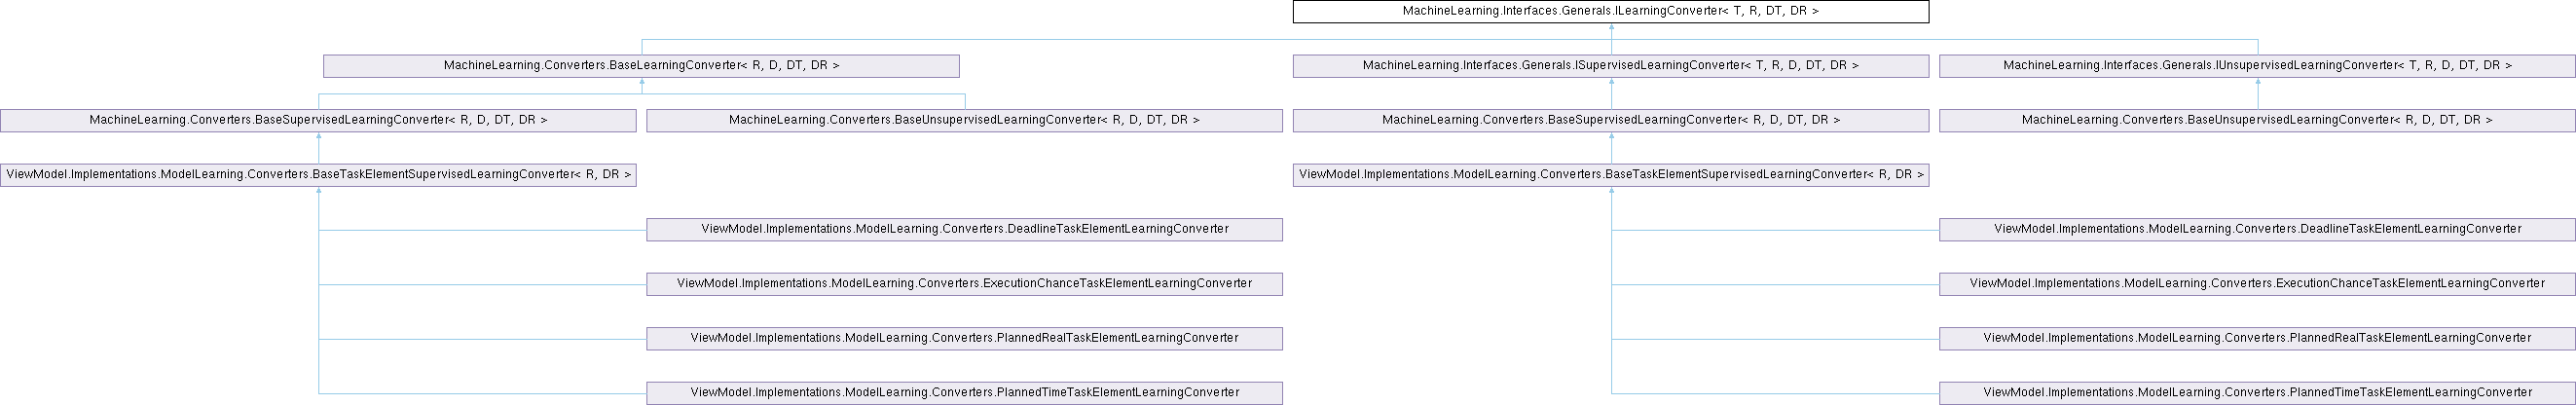 MachineLearning.Interfaces.Generals.ILearningConverter< T, R, DT, DR >
MachineLearning.Converters.BaseLearningConverter< R, D, DT, DR >
MachineLearning.Interfaces.Generals.ISupervisedLearningConverter< T, R, D, DT, DR >
MachineLearning.Interfaces.Generals.IUnsupervisedLearningConverter< T, R, D, DT, DR >
MachineLearning.Converters.BaseSupervisedLearningConverter< R, D, DT, DR >
MachineLearning.Converters.BaseUnsupervisedLearningConverter< R, D, DT, DR >
MachineLearning.Converters.BaseSupervisedLearningConverter< R, D, DT, DR >
MachineLearning.Converters.BaseUnsupervisedLearningConverter< R, D, DT, DR >
ViewModel.Implementations.ModelLearning.Converters.BaseTaskElementSupervisedLearningConverter< R, DR >
ViewModel.Implementations.ModelLearning.Converters.BaseTaskElementSupervisedLearningConverter< R, DR >
ViewModel.Implementations.ModelLearning.Converters.DeadlineTaskElementLearningConverter
ViewModel.Implementations.ModelLearning.Converters.DeadlineTaskElementLearningConverter
ViewModel.Implementations.ModelLearning.Converters.ExecutionChanceTaskElementLearningConverter
ViewModel.Implementations.ModelLearning.Converters.ExecutionChanceTaskElementLearningConverter
ViewModel.Implementations.ModelLearning.Converters.PlannedRealTaskElementLearningConverter
ViewModel.Implementations.ModelLearning.Converters.PlannedRealTaskElementLearningConverter
ViewModel.Implementations.ModelLearning.Converters.PlannedTimeTaskElementLearningConverter
ViewModel.Implementations.ModelLearning.Converters.PlannedTimeTaskElementLearningConverter